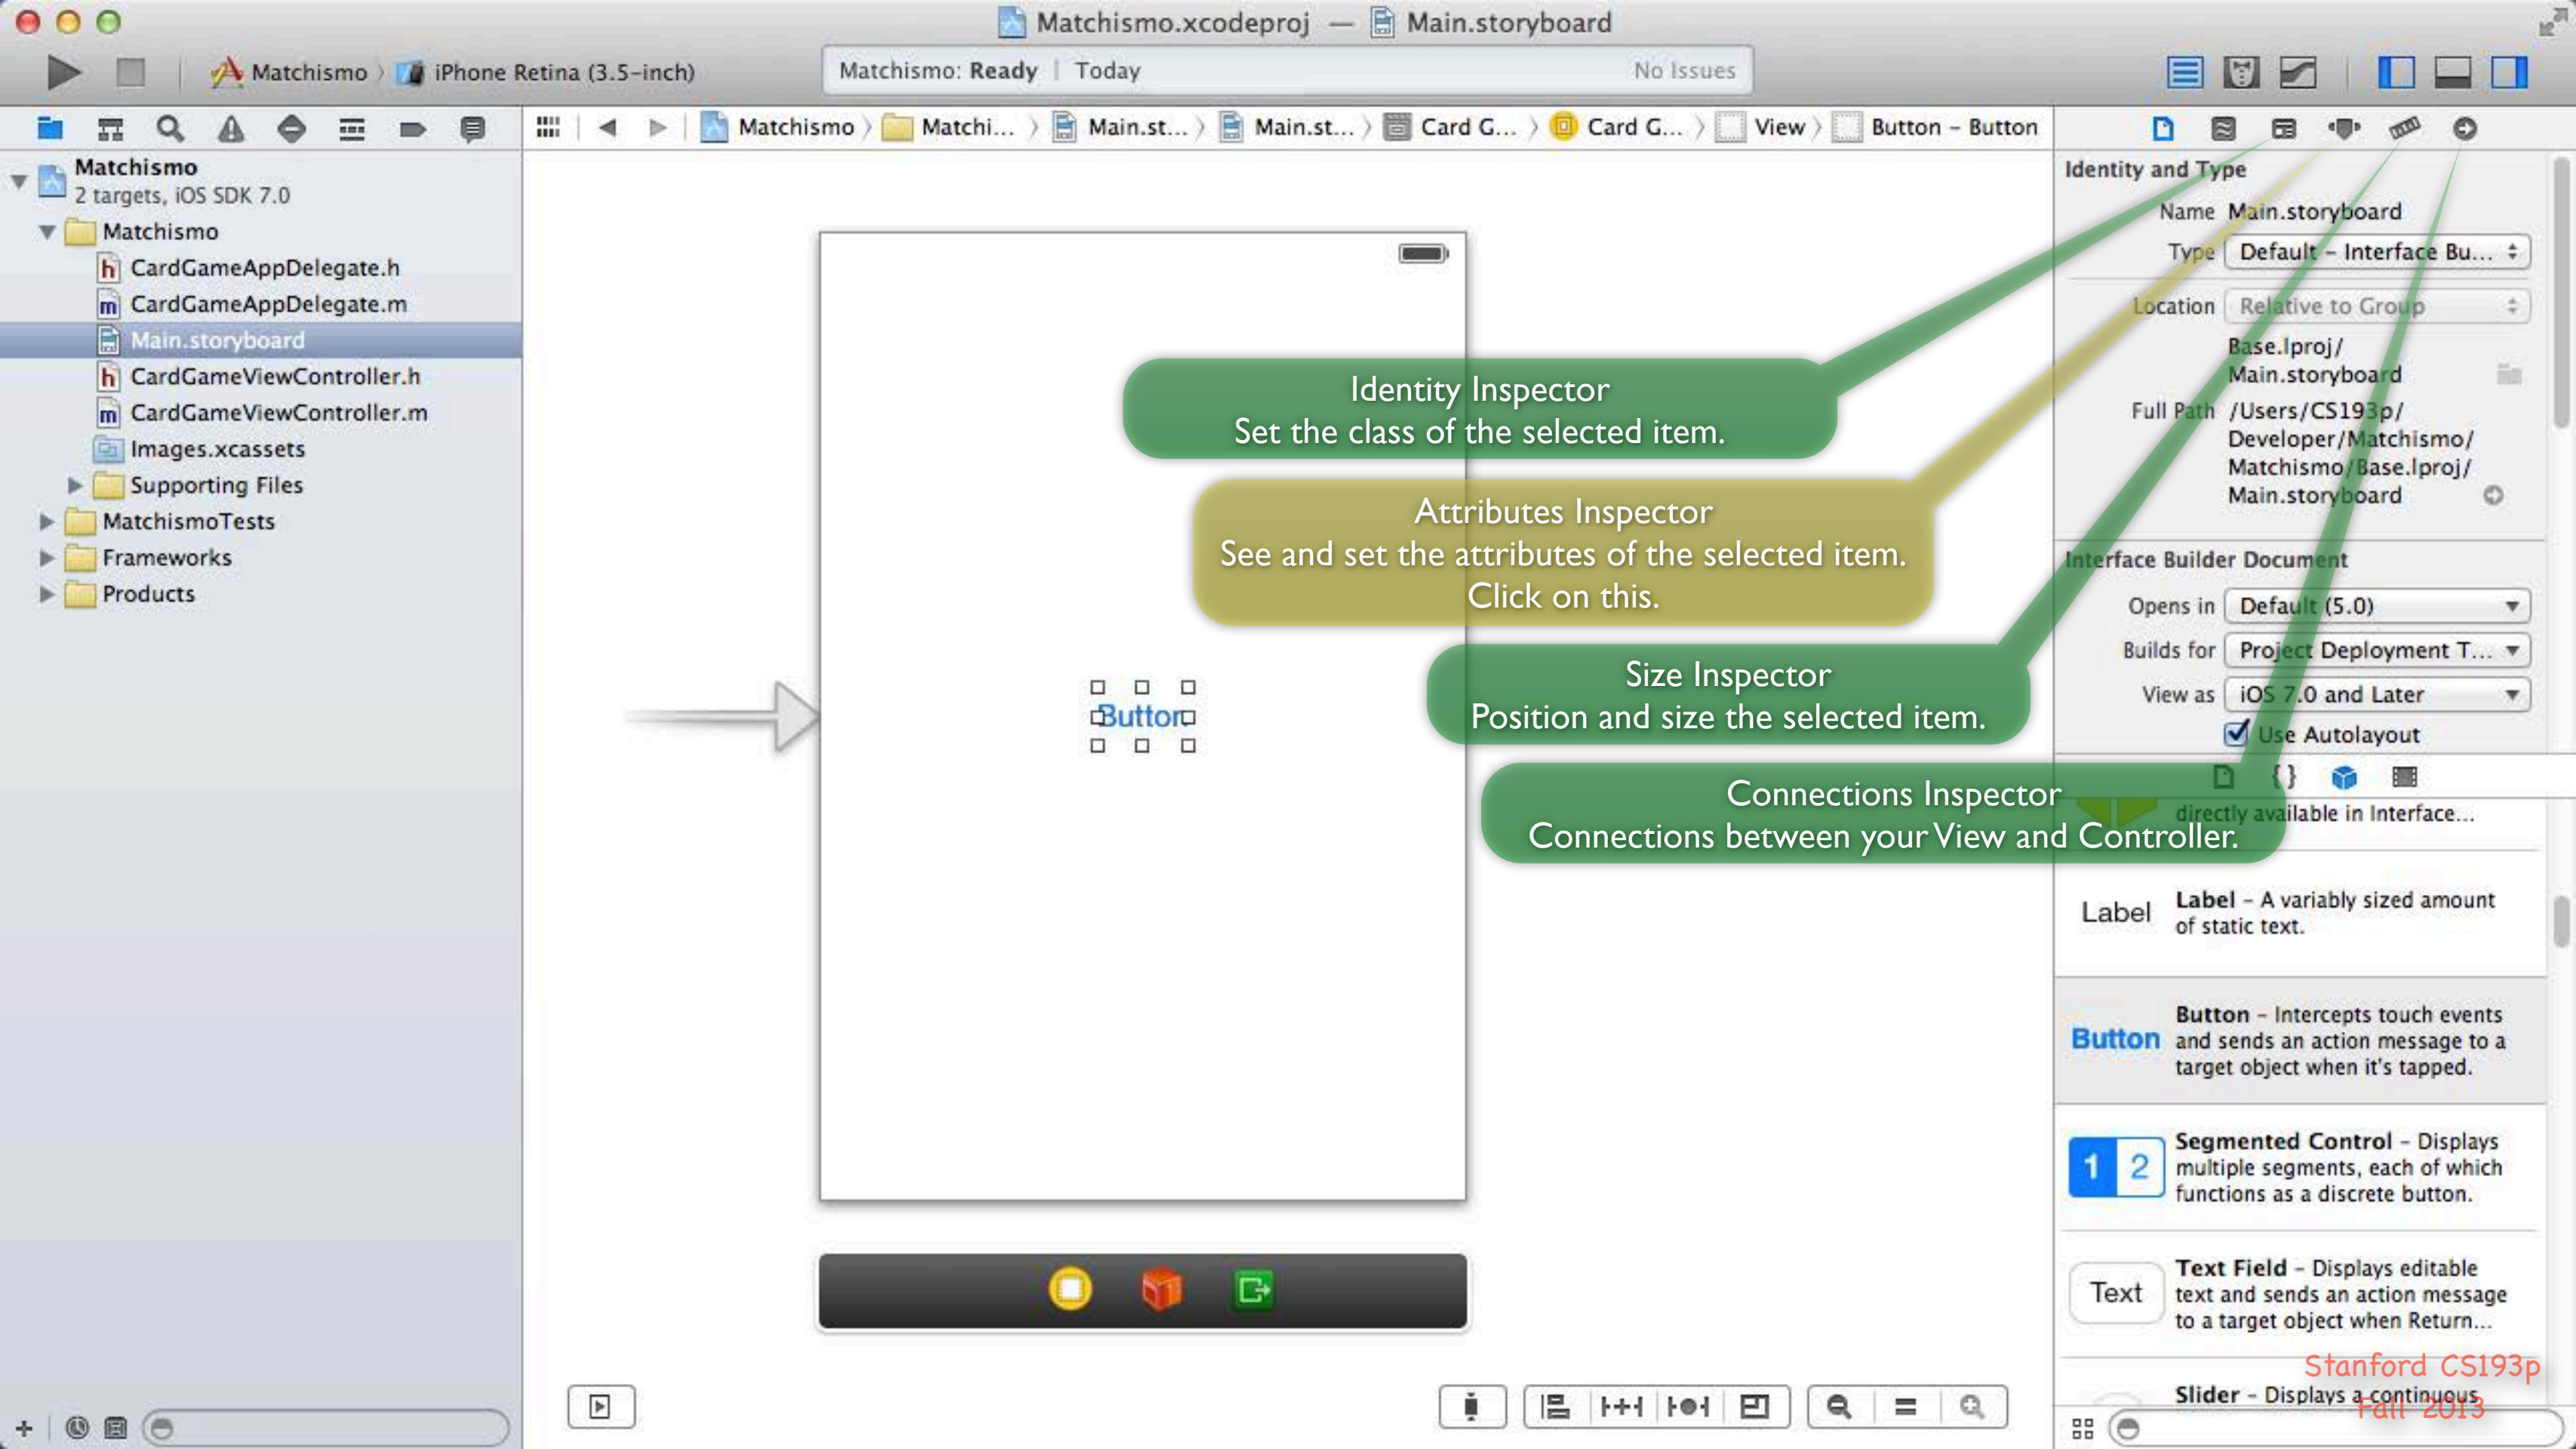 Matchismo.xcodeproj — Main.storyboard
Matchismo 〉 iPhone Retina (3.5-inch)
Matchismo: Ready | Today
No Issues
Matchismo 〉 Matchi... 〉 Main.st... 〉 Main.st... 〉 Card G... 〉 Card G... 〉 View 〉 Button – Button
Matchismo
2 targets, iOS SDK 7.0
Matchismo
h CardGameAppDelegate.h
m CardGameAppDelegate.m
Main.storyboard
h CardGameViewController.h
m CardGameViewController.m
Images.xcassets
Supporting Files
MatchismoTests
Frameworks
Products
Button
Identity Inspector
Set the class of the selected item.
Attributes Inspector
See and set the attributes of the selected item.
Click on this.
Size Inspector
Position and size the selected item.
Connections Inspector
Connections between your View and Controller.
Identity and Type
Name Main.storyboard
Type Default – Interface Bu...
Location Relative to Group
Base.lproj/
Main.storyboard
Full Path /Users/CS193p/
Developer/Matchismo/
Matchismo/Base.lproj/
Main.storyboard
Interface Builder Document
Opens in Default (5.0)
Builds for Project Deployment T...
View as iOS 7.0 and Later
Use Autolayout
{ }
directly available in Interface...
Label
Label – A variably sized amount
of static text.
Button
Button – Intercepts touch events
and sends an action message to a
target object when it's tapped.
1 2
Segmented Control – Displays
multiple segments, each of which
functions as a discrete button.
Text
Text Field – Displays editable
text and sends an action message
to a target object when Return...
Slider – Displays a continuous
Stanford CS193p
Fall 2013